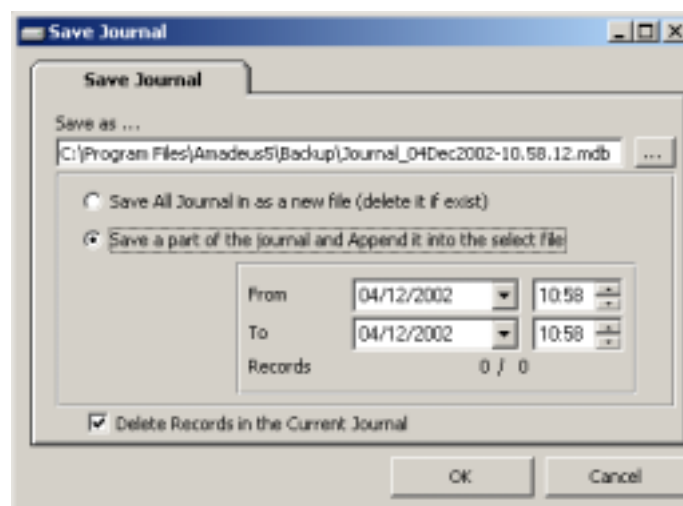 Save Journal
Save Journal
Save as ...
C:\Program Files\Amadeus5\Backup\Journal_04Dec2002-10.58.12.mdb ...
Save All Journal in as a new file (delete it if exist)
Save a part of the journal and Append it into the select file
From 04/12/2002 10:58
To 04/12/2002 10:58
Records 0 / 0
Delete Records in the Current Journal
OK Cancel